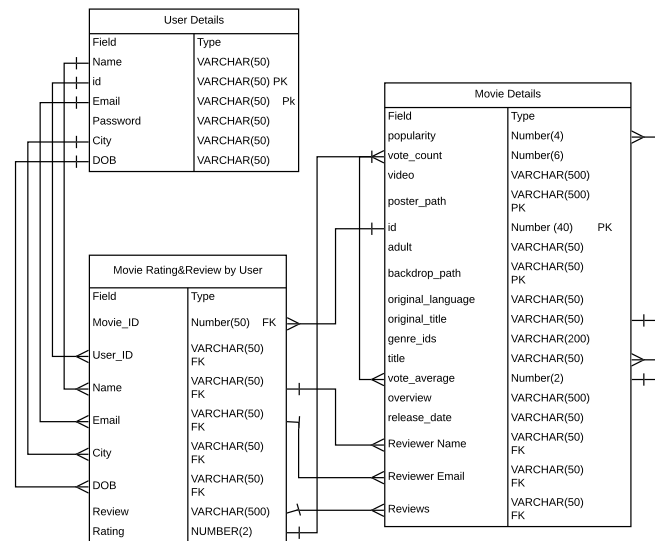 User Details
Field Type
Name VARCHAR(50)
id VARCHAR(50) PK
Email VARCHAR(50) Pk
Password VARCHAR(50)
City VARCHAR(50)
DOB VARCHAR(50)
Movie Rating&Review by User
Field Type
Movie_ID Number(50) FK
User_ID VARCHAR(50)
FK
Name VARCHAR(50)
FK
Email VARCHAR(50)
FK
City VARCHAR(50)
FK
DOB VARCHAR(50)
FK
Review VARCHAR(500)
Rating NUMBER(2)
Movie Details
Field Type
popularity Number(4)
vote_count Number(6)
video VARCHAR(500)
poster_path VARCHAR(500)
PK
id Number (40) PK
adult VARCHAR(50)
backdrop_path VARCHAR(50)
PK
original_language VARCHAR(50)
original_title VARCHAR(50)
genre_ids VARCHAR(200)
title VARCHAR(50)
vote_average Number(2)
overview VARCHAR(500)
release_date VARCHAR(50)
Reviewer Name VARCHAR(50)
FK
Reviewer Email VARCHAR(50)
FK
Reviews VARCHAR(50)
FK